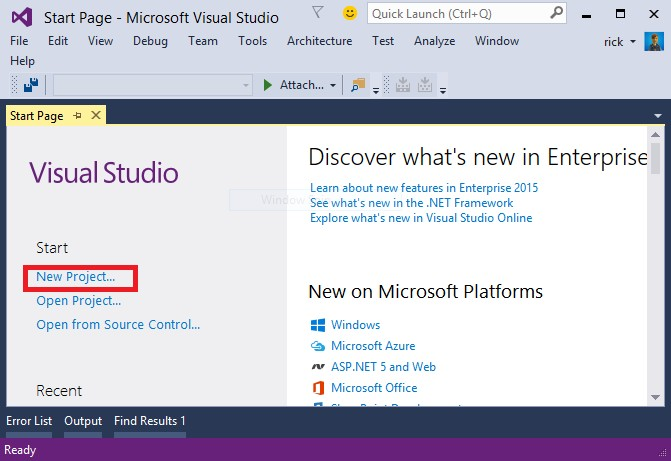 Start Page - Microsoft Visual Studio
Quick Launch (Ctrl+Q)
File Edit View Debug Team Tools Architecture Test Analyze Window rick
Help
Attach...
Start Page
Visual Studio
Window
Start
New Project...
Open Project...
Open from Source Control...
Recent
Discover what's new in Enterprise
Learn about new features in Enterprise 2015
See what's new in the .NET Framework
Explore what's new in Visual Studio Online
New on Microsoft Platforms
Windows
Microsoft Azure
ASP.NET 5 and Web
Microsoft Office
Error List Output Find Results 1
Ready